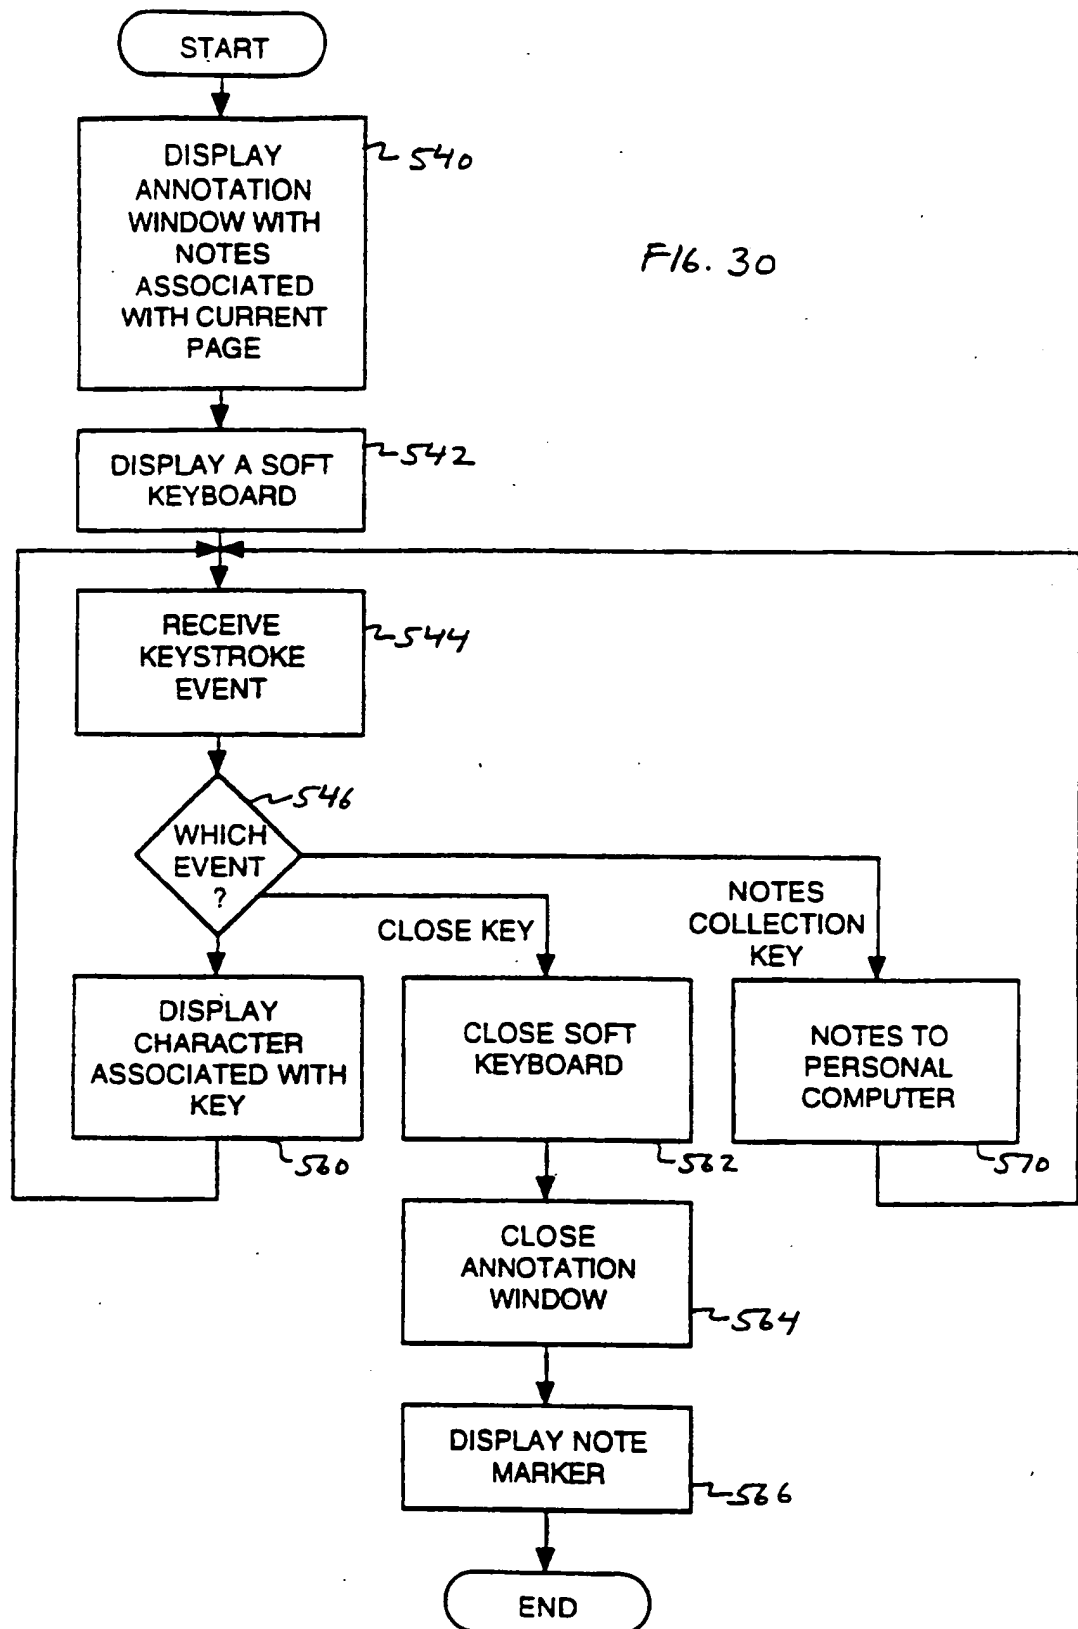 START
DISPLAY
ANNOTATION
WINDOW WITH
NOTES
ASSOCIATED
WITH CURRENT
PAGE
540
FIG. 30
DISPLAY A SOFT
KEYBOARD
542
RECEIVE
KEYSTROKE
EVENT
544
WHICH
EVENT
?
546
CLOSE KEY
NOTES
COLLECTION
KEY
DISPLAY
CHARACTER
ASSOCIATED WITH
KEY
560
CLOSE SOFT
KEYBOARD
562
NOTES TO
PERSONAL
COMPUTER
570
CLOSE
ANNOTATION
WINDOW
564
DISPLAY NOTE
MARKER
566
END